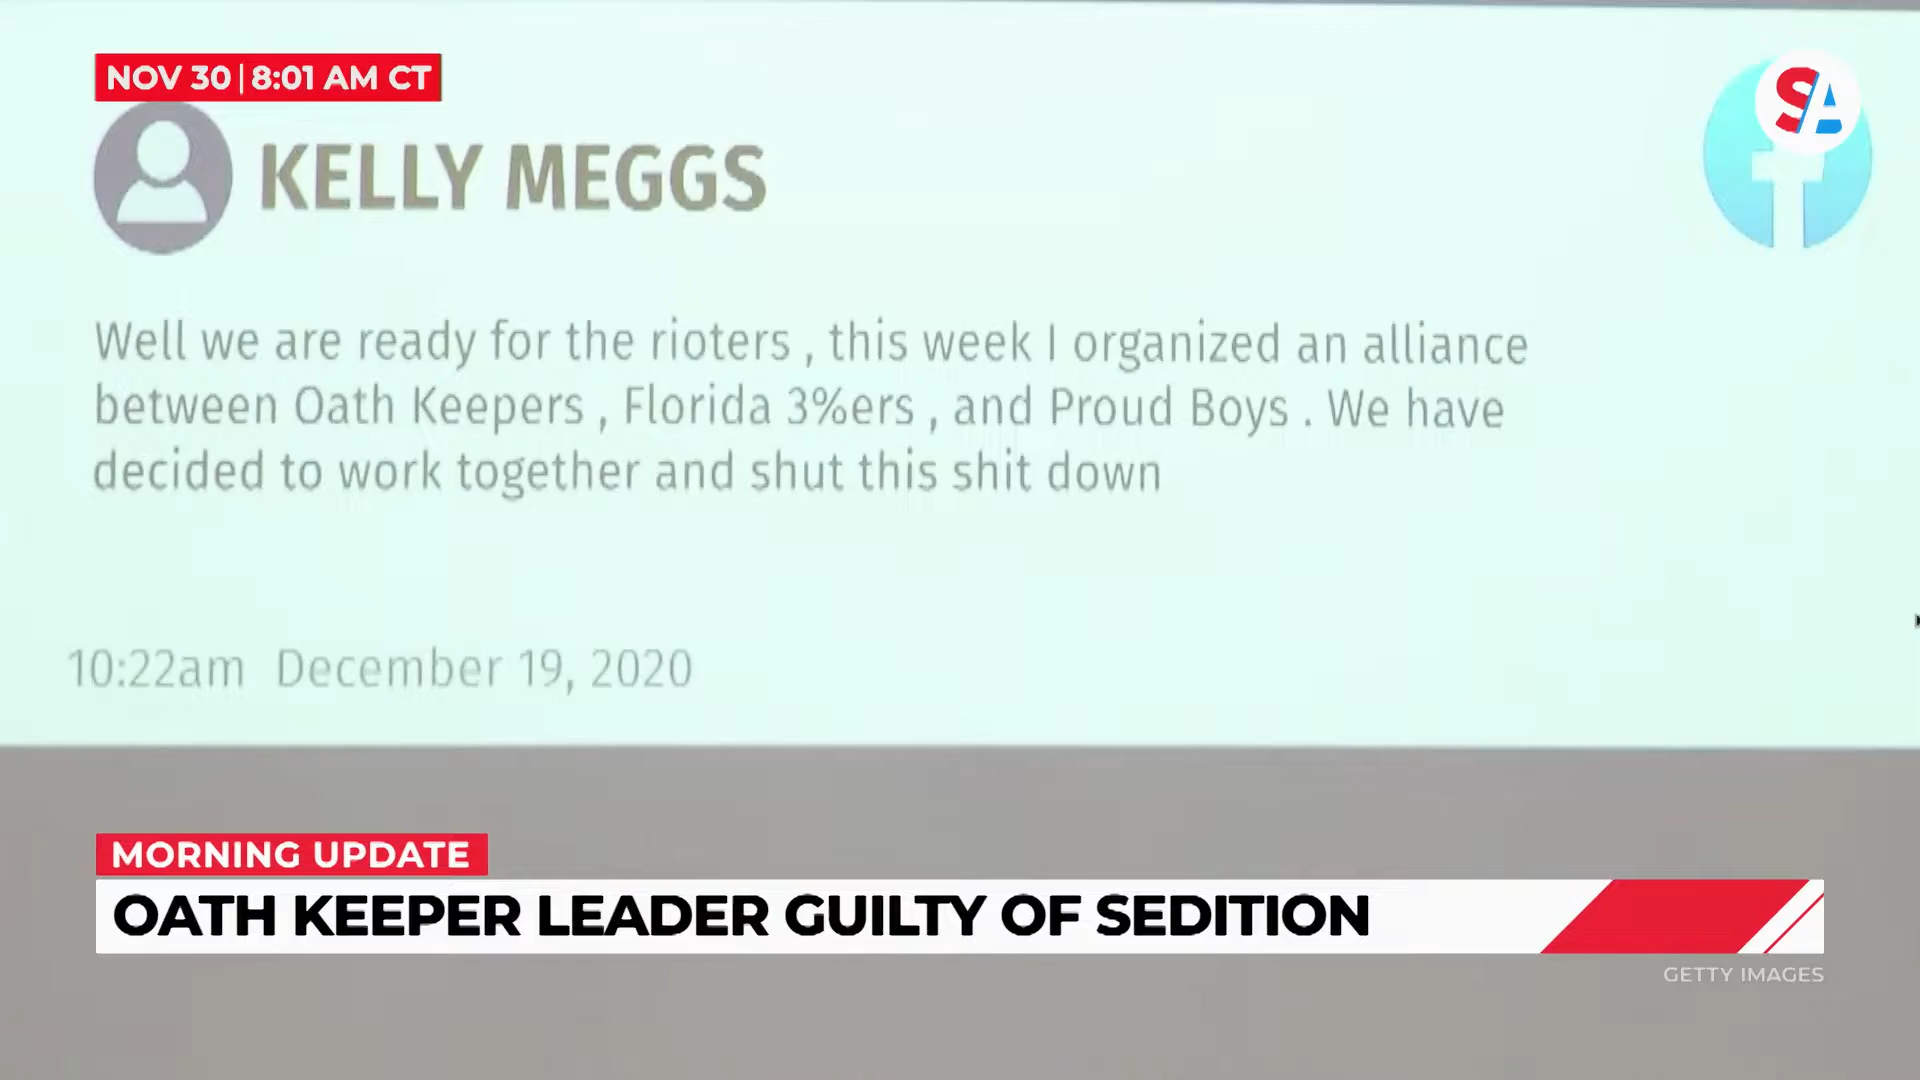 NOV 30 | 8:01 AM CT
SA
KELLY MEGGS
Well we are ready for the rioters , this week I organized an alliance
between Oath Keepers , Florida 3%ers , and Proud Boys . We have
decided to work together and shut this shit down
10:22am December 19, 2020
MORNING UPDATE
OATH KEEPER LEADER GUILTY OF SEDITION
GETTY IMAGES